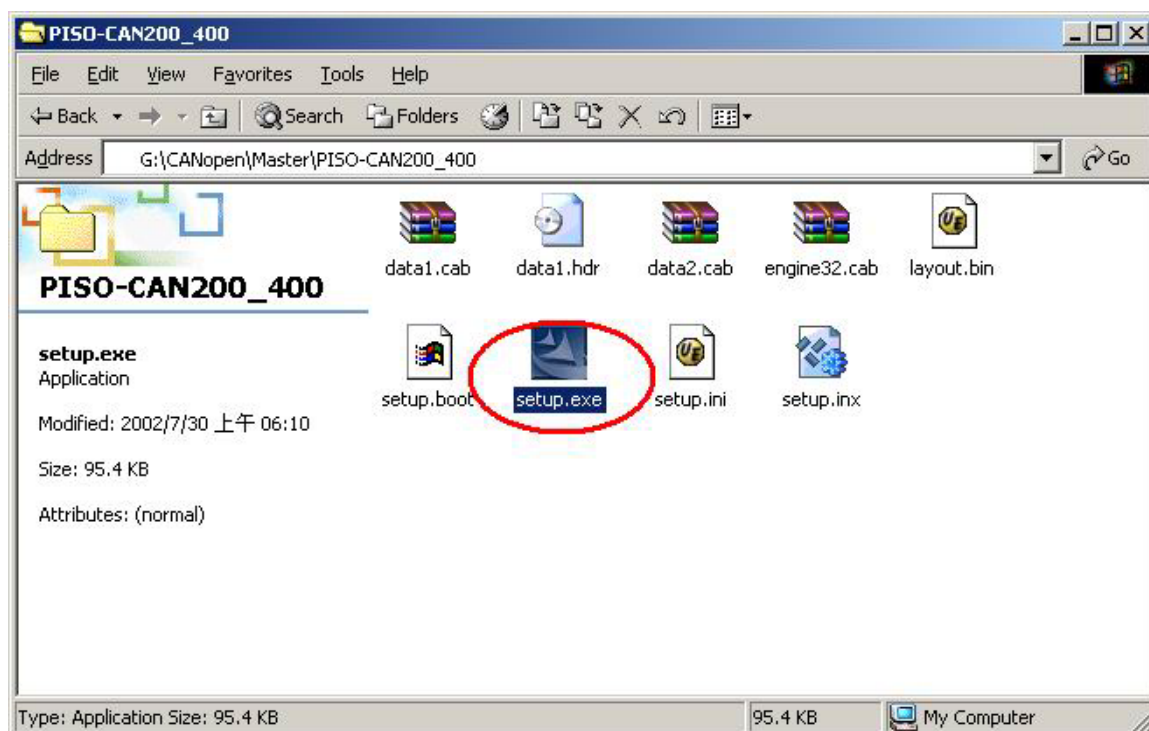 PISO-CAN200_400
File Edit View Favorites Tools Help
Back Search Folders
Address G:\CANopen\Master\PISO-CAN200_400 Go
data1.cab data1.hdr data2.cab engine32.cab layout.bin
PISO-CAN200_400
setup.exe
Application
setup.boot setup.exe setup.ini setup.inx
Modified: 2002/7/30 上午 06:10
Size: 95.4 KB
Attributes: (normal)
Type: Application Size: 95.4 KB 95.4 KB My Computer